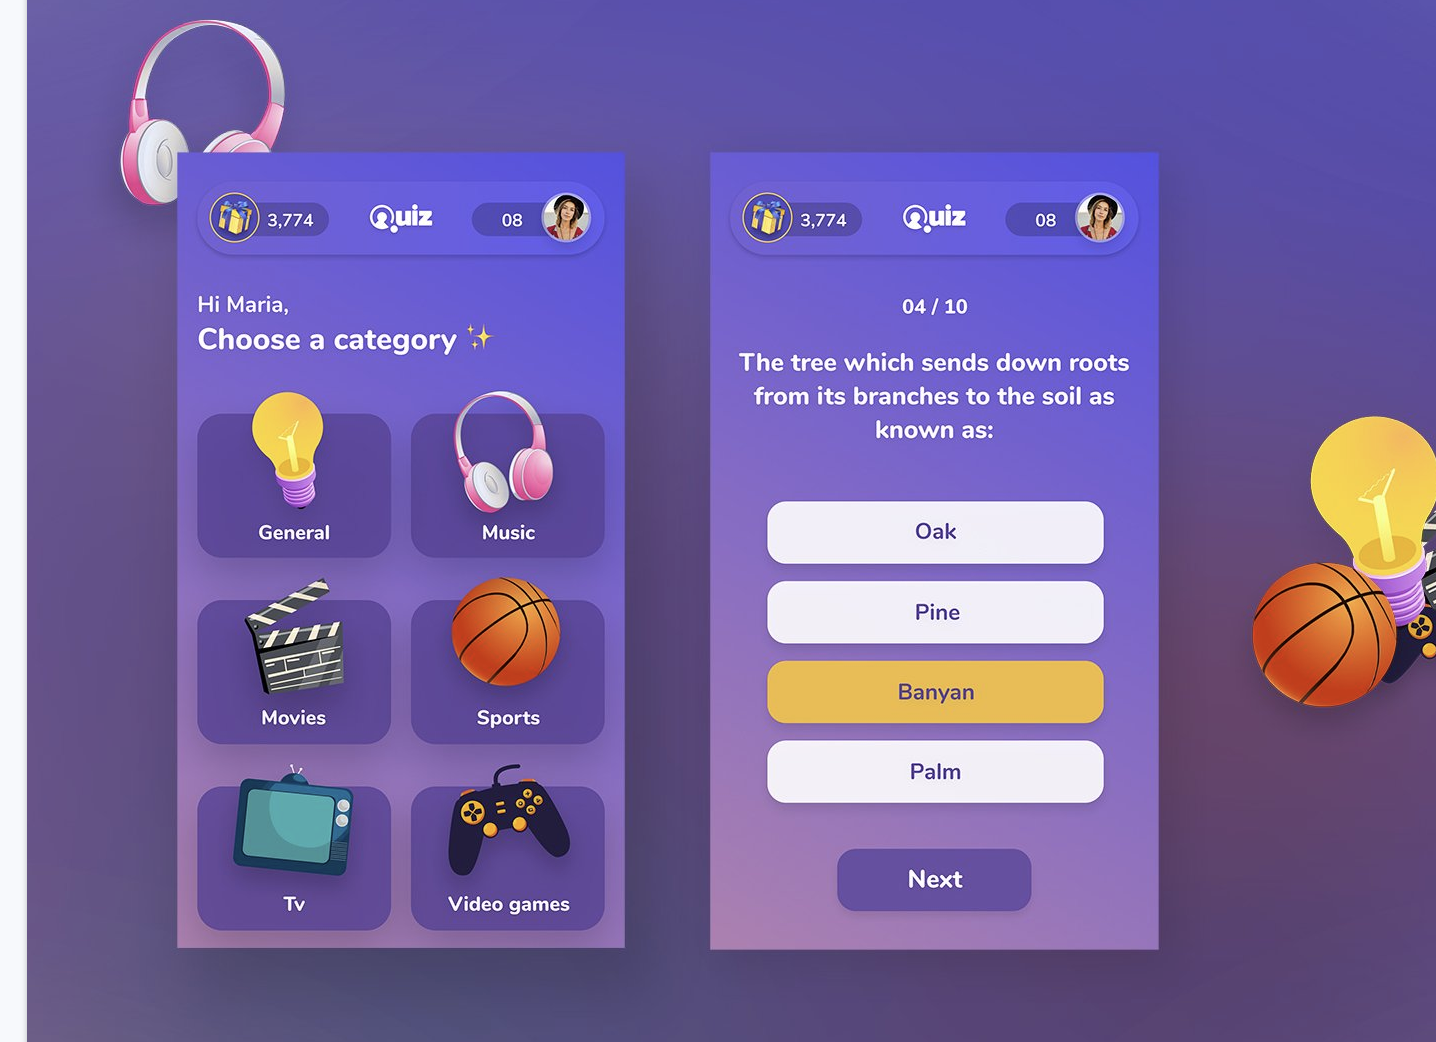 3,774
Quiz
08
Hi Maria,
Choose a category ✨
General
Music
Movies
Sports
Tv
Video games
3,774
Quiz
08
04 / 10
The tree which sends down roots
from its branches to the soil as
known as:
Oak
Pine
Banyan
Palm
Next